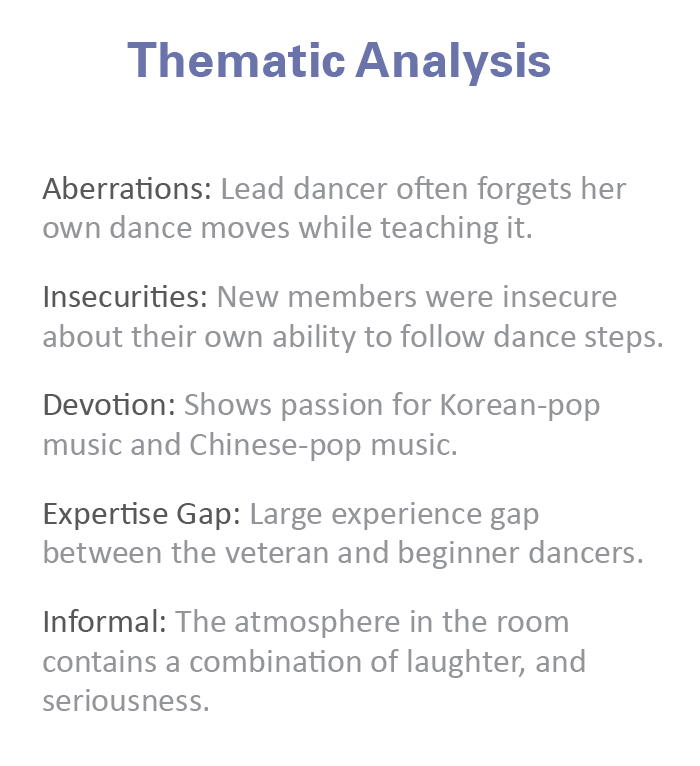 Thematic Analysis
Aberrations: Lead dancer often forgets her
own dance moves while teaching it.
Insecurities: New members were insecure
about their own ability to follow dance steps.
Devotion: Shows passion for Korean-pop
music and Chinese-pop music.
Expertise Gap: Large experience gap
between the veteran and beginner dancers.
Informal: The atmosphere in the room
contains a combination of laughter, and
seriousness.